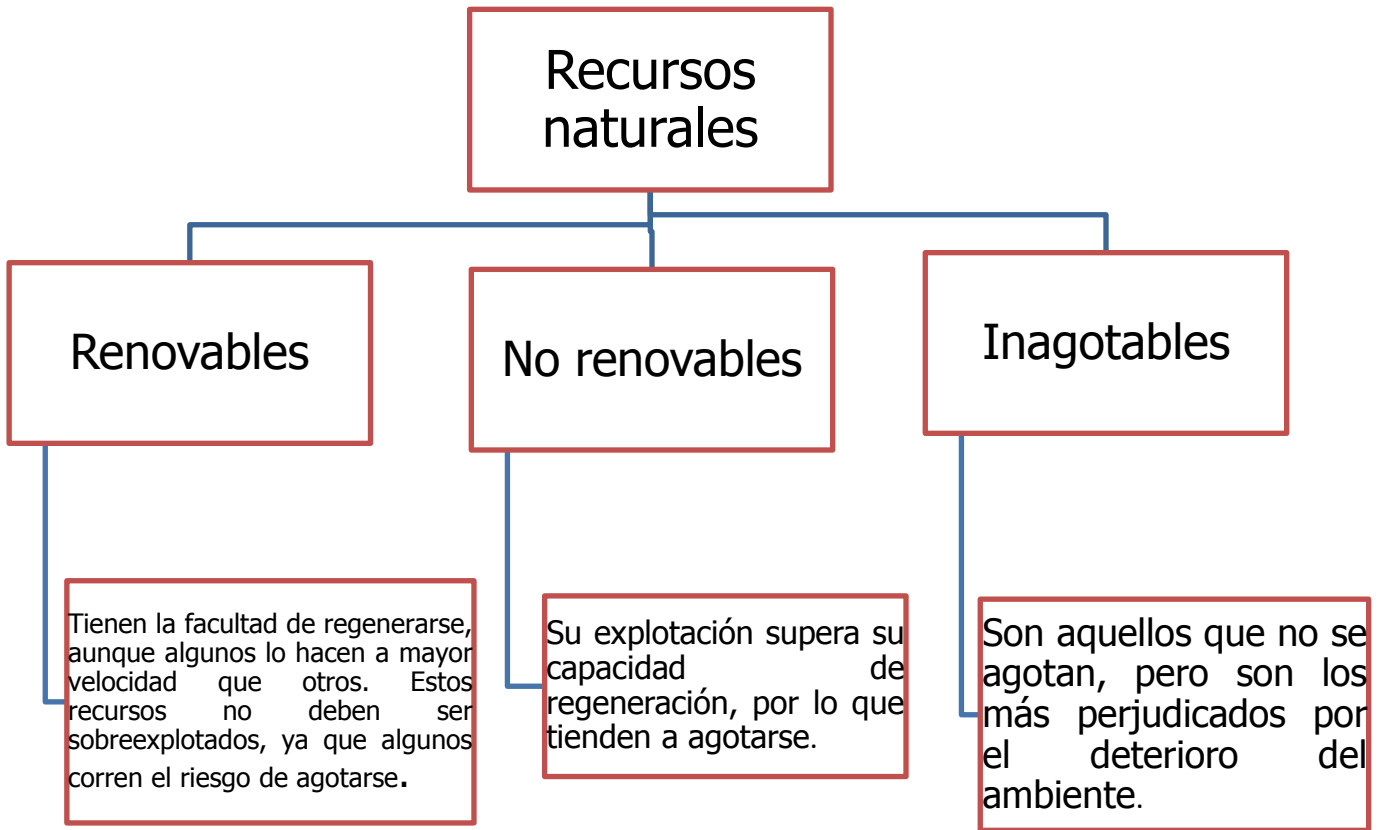 Recursos
naturales
Renovables
No renovables
Inagotables
Tienen la facultad de regenerarse,
aunque algunos lo hacen a mayor
velocidad que otros. Estos
recursos no deben ser
sobreexplotados, ya que algunos
corren el riesgo de agotarse.
Su explotación supera su
capacidad de
regeneración, por lo que
tienden a agotarse.
Son aquellos que no se
agotan, pero son los
más perjudicados por
el deterioro del
ambiente.